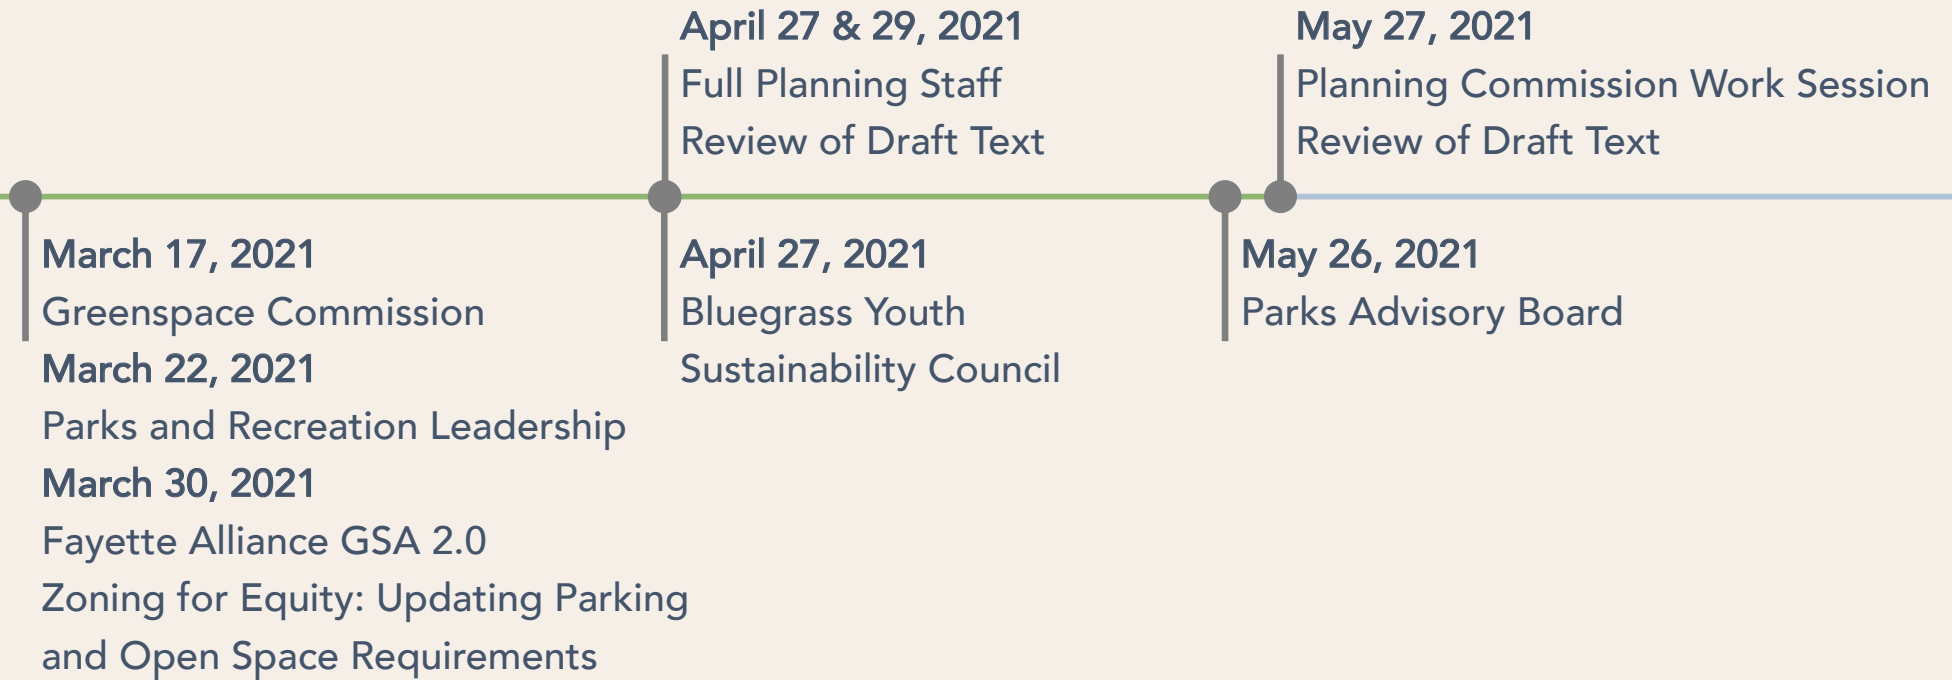 April 27 & 29, 2021
Full Planning Staff
Review of Draft Text
May 27, 2021
Planning Commission Work Session
Review of Draft Text
March 17, 2021
Greenspace Commission
March 22, 2021
Parks and Recreation Leadership
March 30, 2021
Fayette Alliance GSA 2.0
Zoning for Equity: Updating Parking
and Open Space Requirements
April 27, 2021
Bluegrass Youth
Sustainability Council
May 26, 2021
Parks Advisory Board